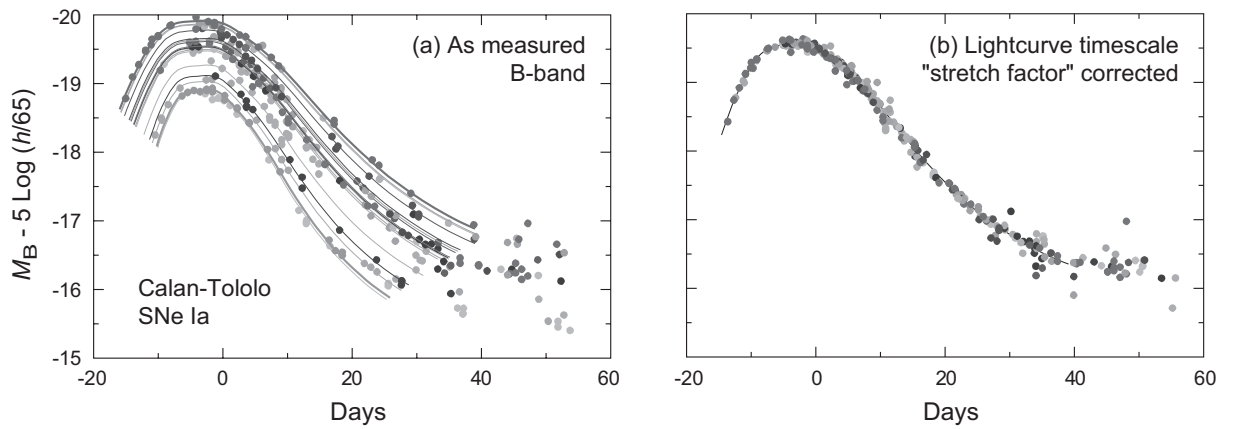 -20
-19
-18
-17
-16
-15
M_B - 5 Log (h/65)
(a) As measured
B-band
Calan-Tololo
SNe Ia
-20
0
20
40
60
Days
(b) Lightcurve timescale
"stretch factor" corrected
-20
0
20
40
60
Days